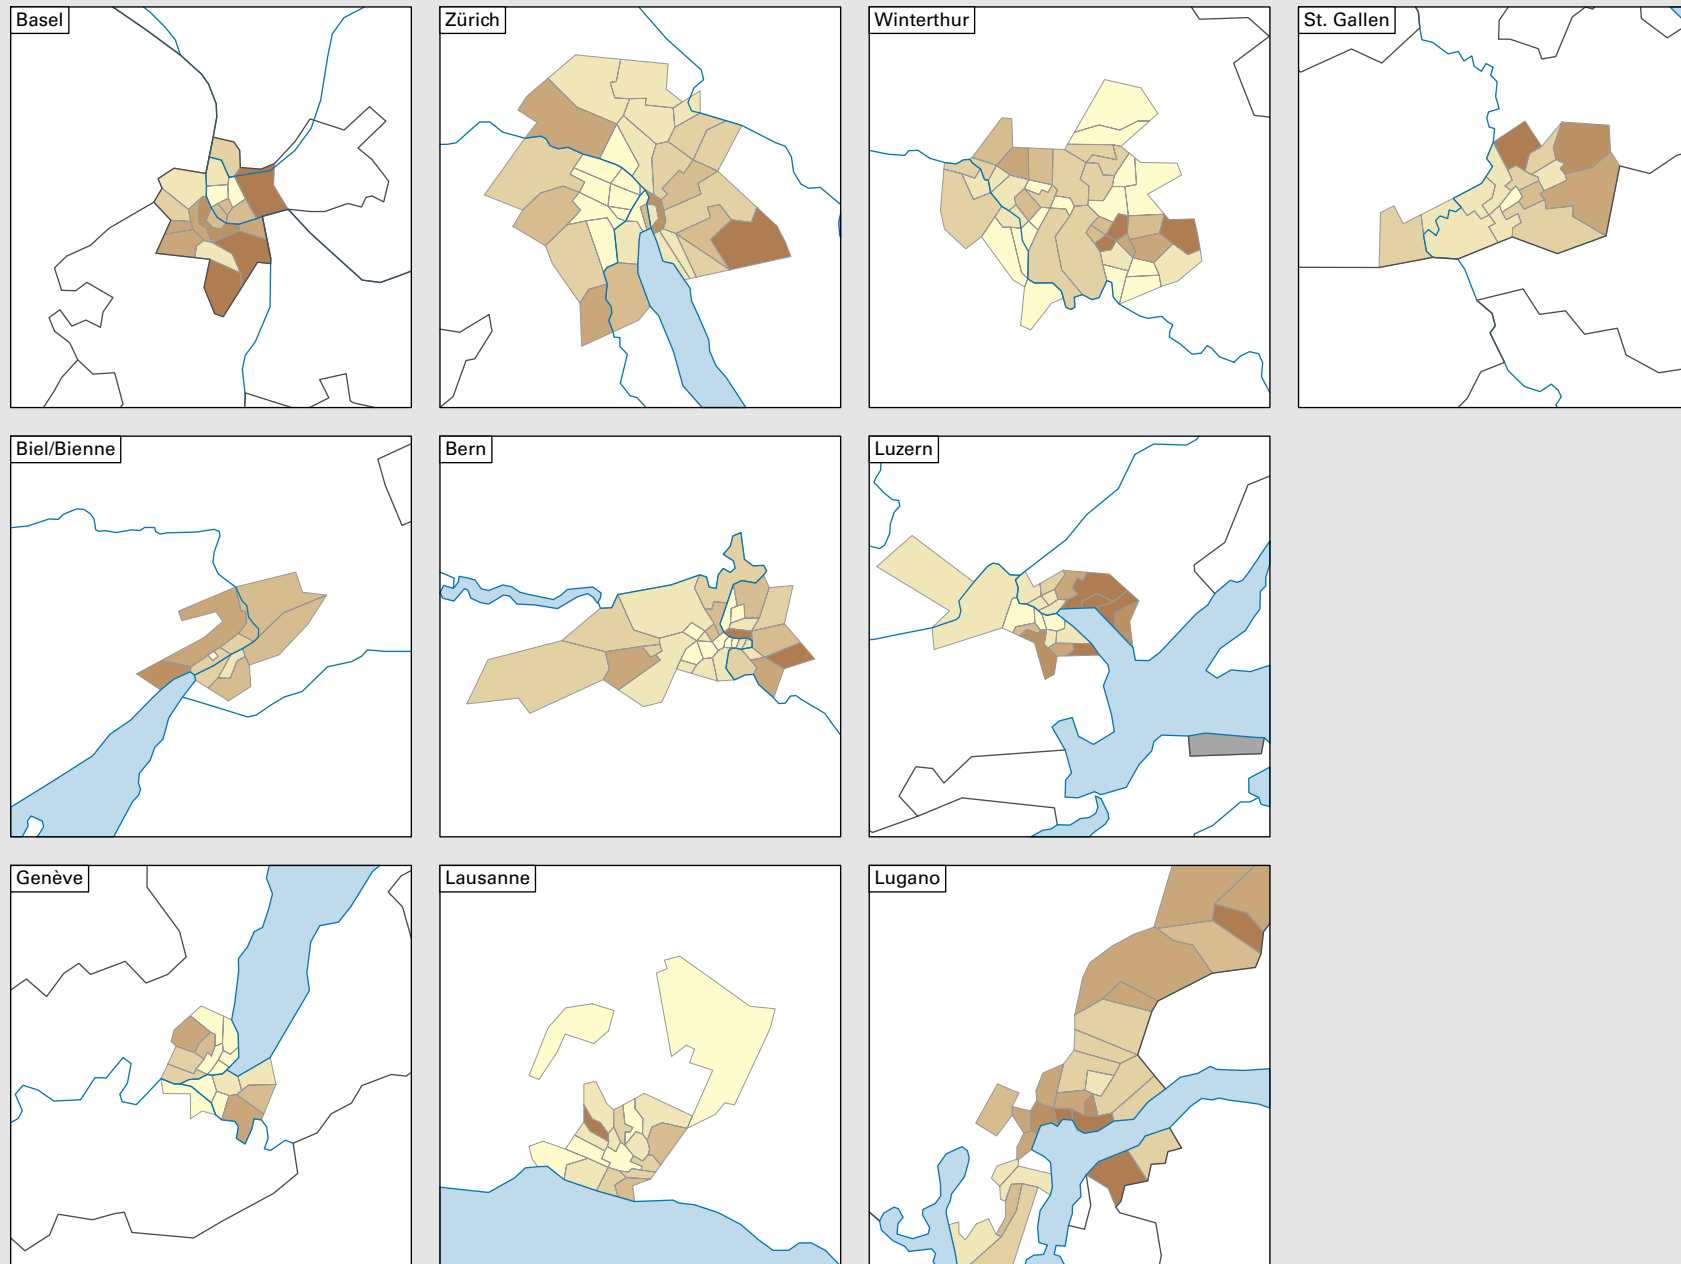 Basel
Zürich
Winterthur
St. Gallen
Biel/Bienne
Bern
Luzern
Genève
Lausanne
Lugano